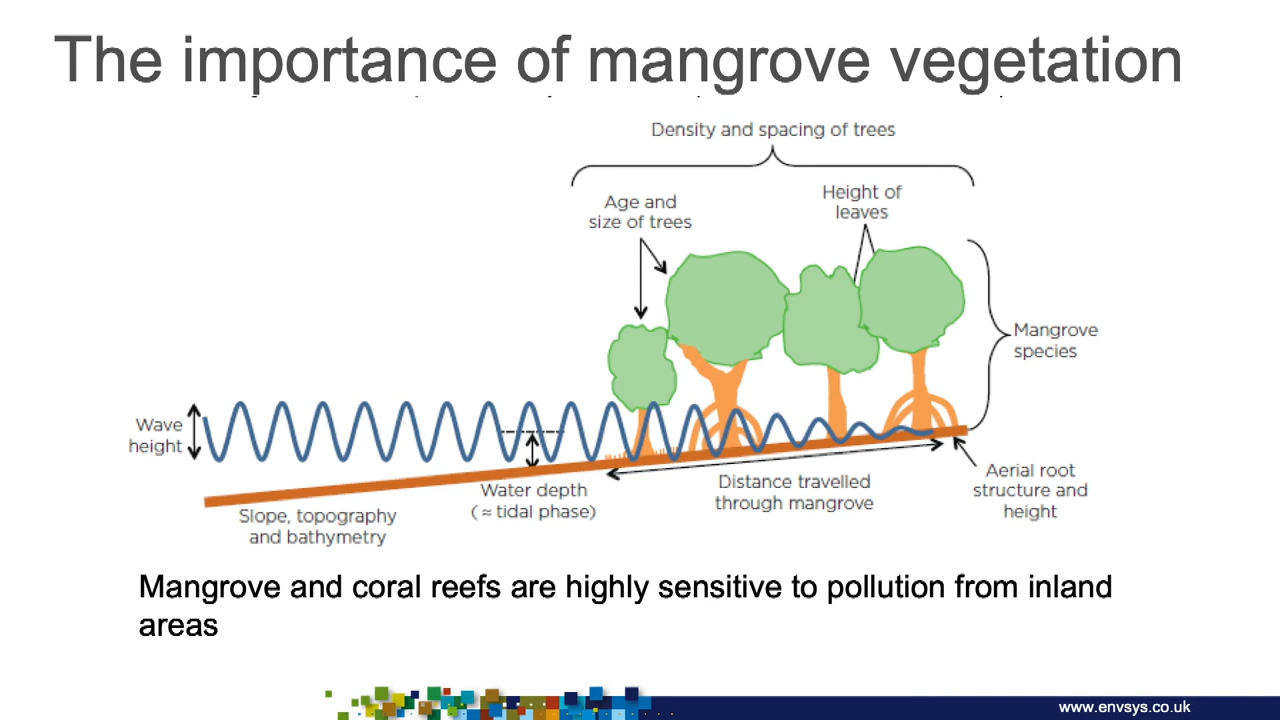 The importance of mangrove vegetation
Density and spacing of trees
Age and
size of trees
Height of
leaves
Mangrove
species
Wave
height
Water depth
(≈ tidal phase)
Distance travelled
through mangrove
Aerial root
structure and
height
Slope, topography
and bathymetry
Mangrove and coral reefs are highly sensitive to pollution from inland
areas
www.envsys.co.uk